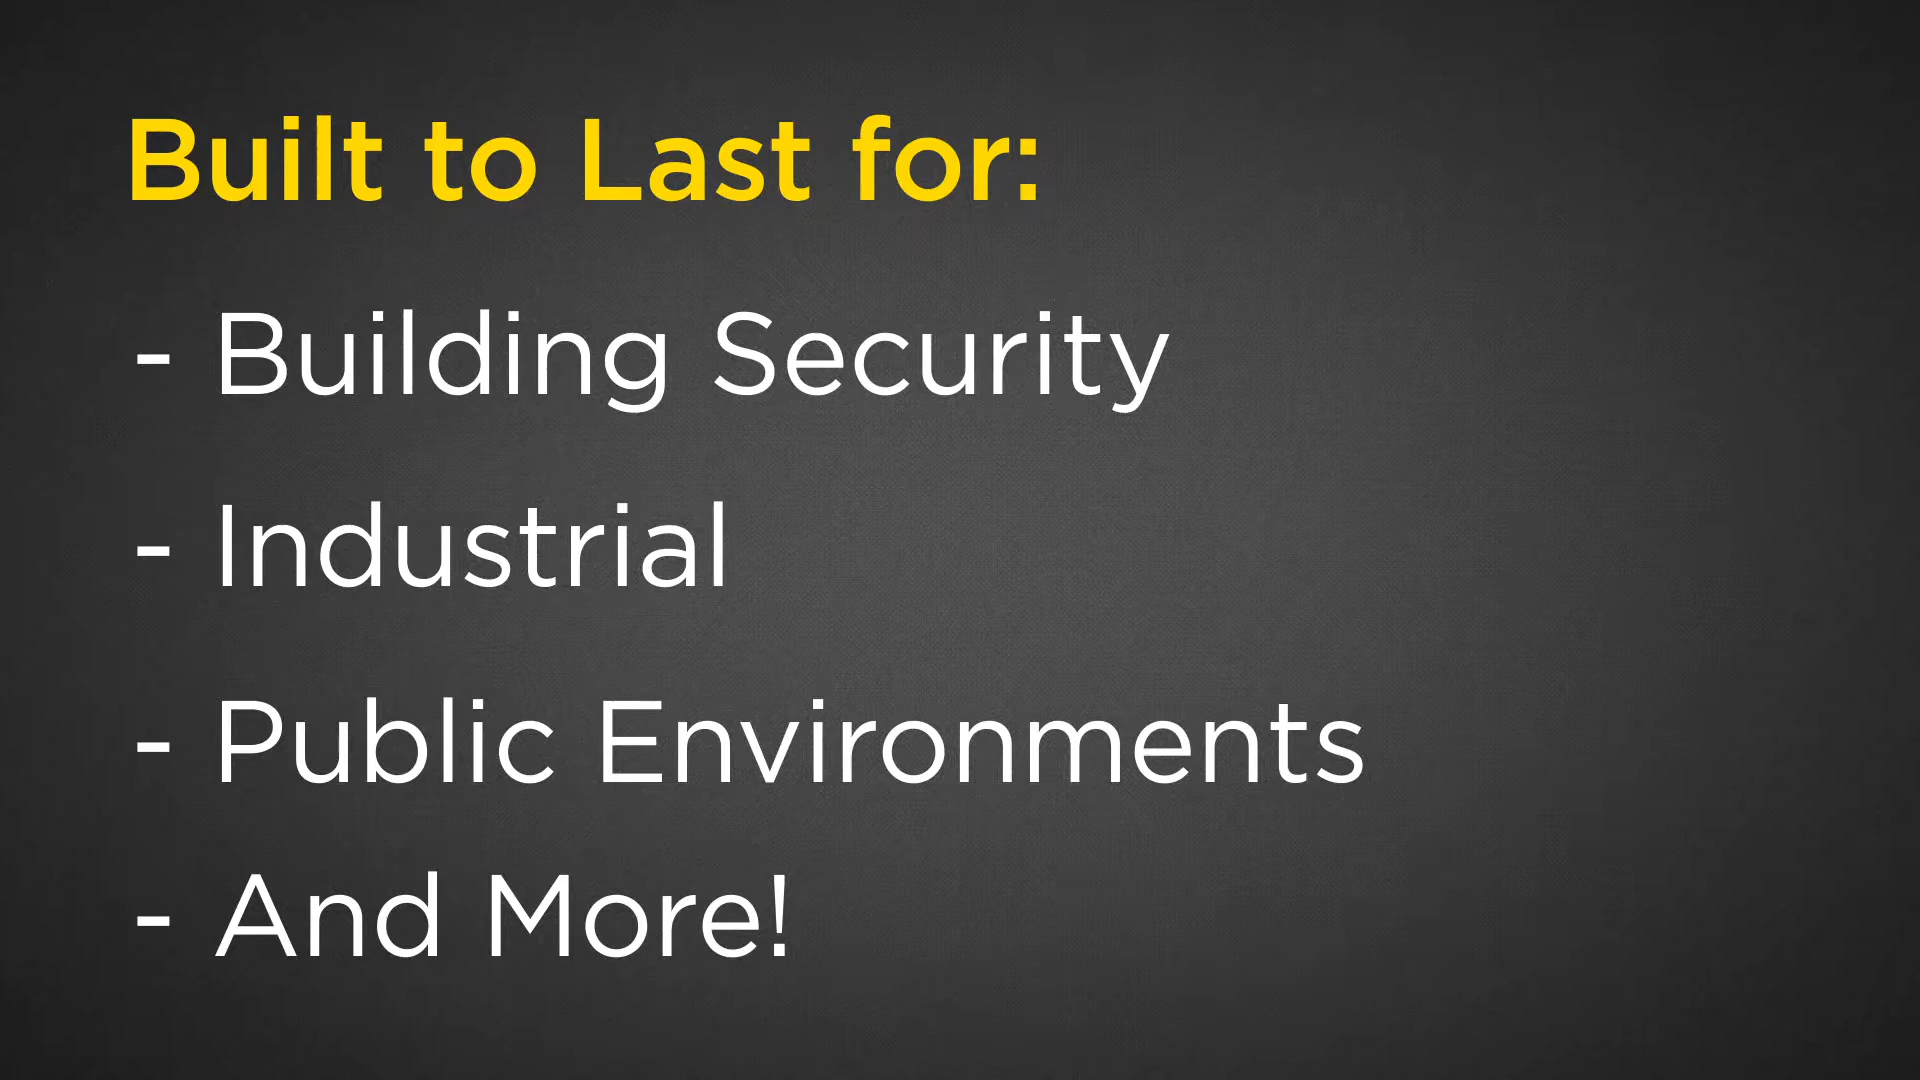 Built to Last for:
- Building Security
- Industrial
- Public Environments
- And More!